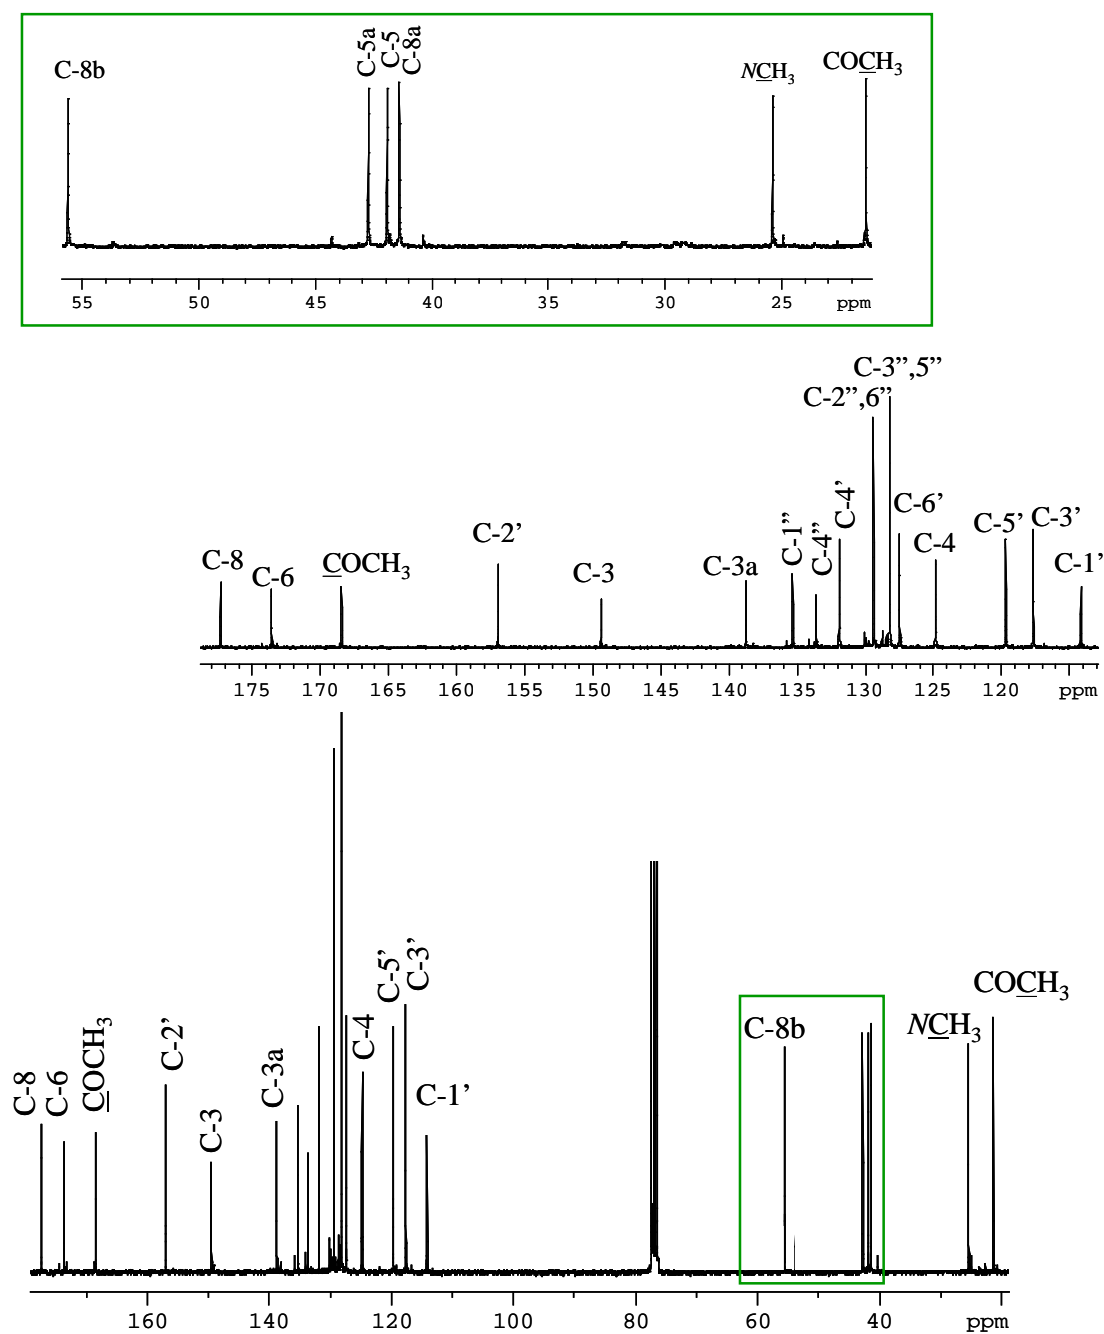 C-8b
C-5a
C-5
C-8a
NCH₃
COCH₃
55 50 45 40 35 30 25 ppm
C-3”,5”
C-2”,6”
C-8
C-6
COCH₃
C-2’
C-3
C-3a
C-1”
C-4”
C-4’
C-6’
C-4
C-5’
C-3’
C-1’
175 170 165 160 155 150 145 140 135 130 125 120 ppm
C-8
C-6
COCH₃
C-2’
C-3
C-3a
C-4
C-5’
C-3’
C-1’
C-8b
NCH₃
COCH₃
160 140 120 100 80 60 40 ppm